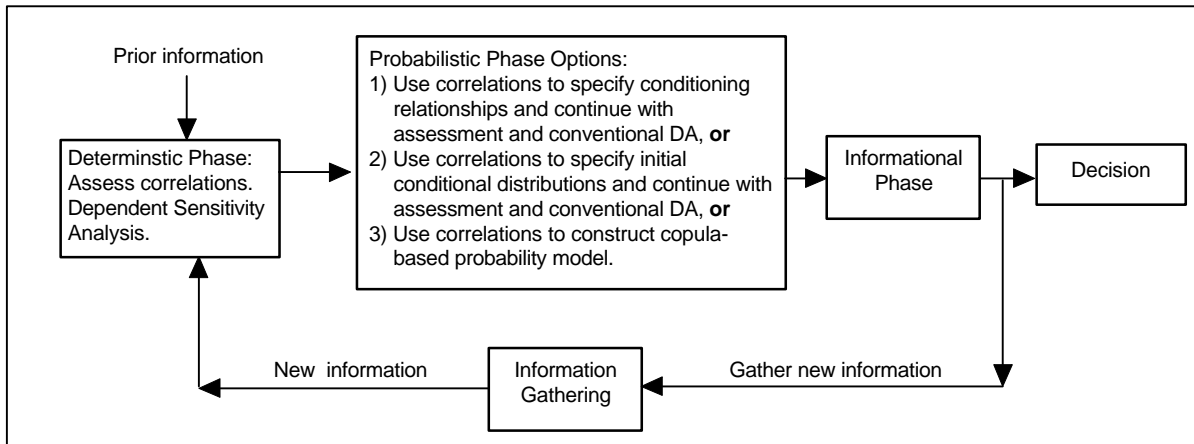 Prior information
Determinstic Phase:
Assess correlations.
Dependent Sensitivity
Analysis.
Probabilistic Phase Options:
1) Use correlations to specify conditioning
relationships and continue with
assessment and conventional DA, or
2) Use correlations to specify initial
conditional distributions and continue with
assessment and conventional DA, or
3) Use correlations to construct copula-
based probability model.
Informational
Phase
Decision
New information
Information
Gathering
Gather new information